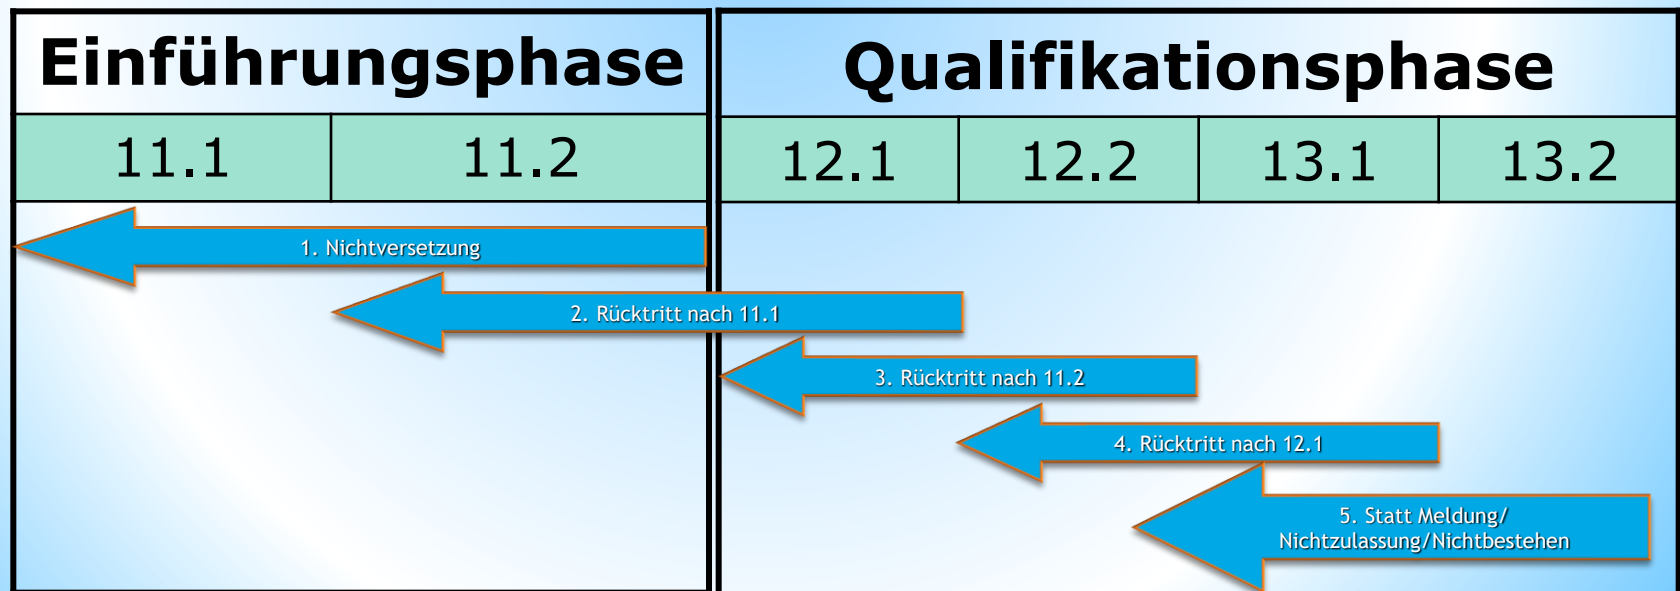 Einführungsphase
Qualifikationsphase
11.1
11.2
12.1
12.2
13.1
13.2
1. Nichtversetzung
2. Rücktritt nach 11.1
3. Rücktritt nach 11.2
4. Rücktritt nach 12.1
5. Statt Meldung/
Nichtzulassung/Nichtbestehen